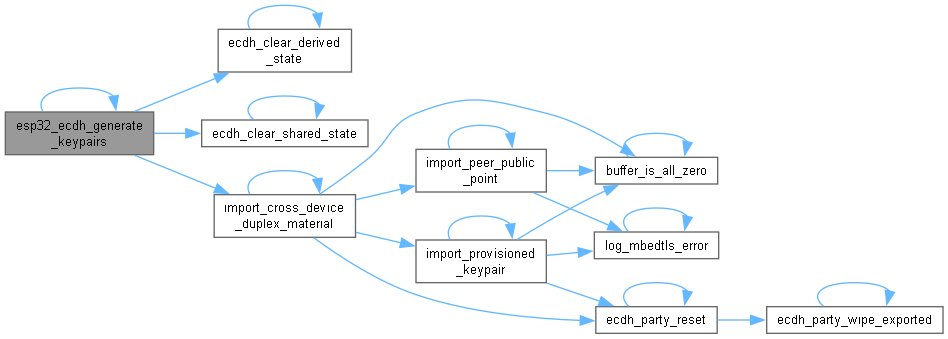 ecdh_clear_derived
_state
esp32_ecdh_generate
_keypairs
ecdh_clear_shared_state
import_cross_device
_duplex_material
import_peer_public
_point
import_provisioned
_keypair
buffer_is_all_zero
log_mbedtls_error
ecdh_party_reset
ecdh_party_wipe_exported